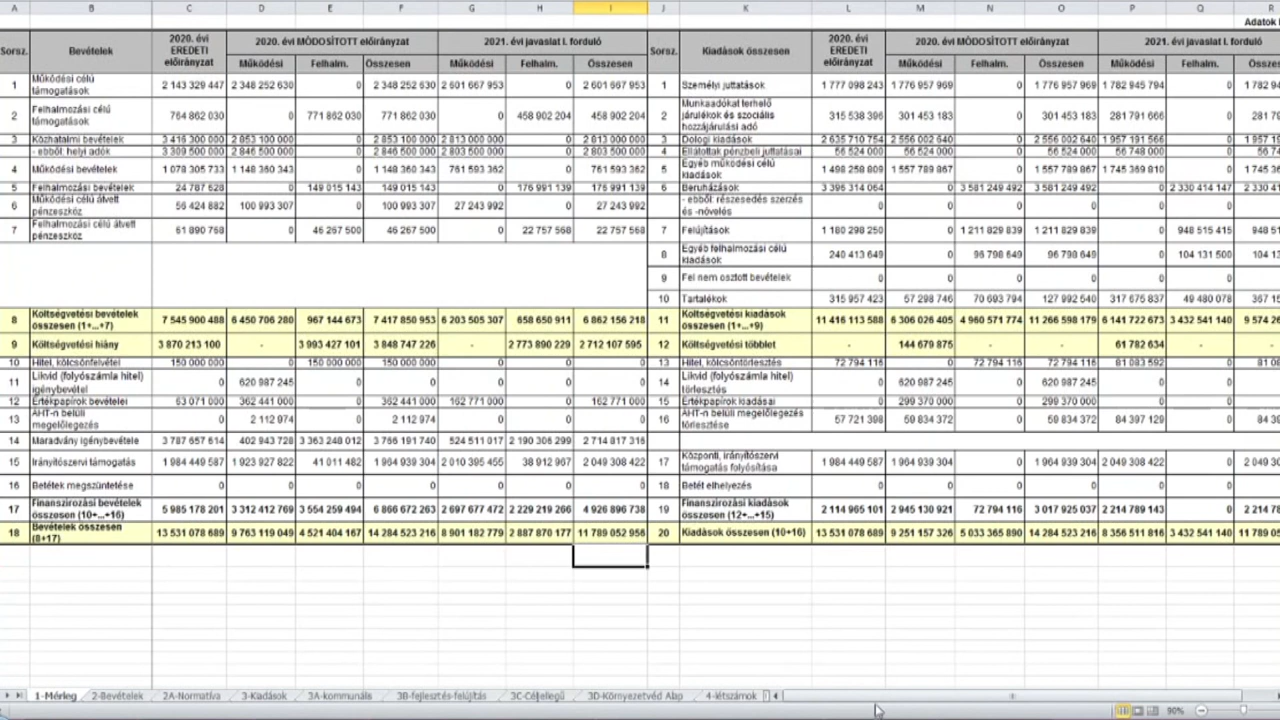 A B C D E F G H I J K L M N O P Q R
Adatok
Sorsz. Bevételek 2020. évi EREDETI előirányzat 2020. évi MÓDOSÍTOTT előirányzat 2021. évi javaslat I. forduló Sorsz. Kiadások összesen 2020. évi EREDETI előirányzat 2020. évi MÓDOSÍTOTT előirányzat 2021. évi javaslat I. forduló
Működési Felhalm. Összesen Működési Felhalm. Összesen Működési Felhalm. Összesen Működési Felhalm. Össze
1 Működési célú támogatások 2 143 329 447 2 348 252 630 0 2 348 252 630 2 601 667 953 0 2 601 667 953 1 Személyi juttatások 1 777 098 243 1 776 957 969 0 1 776 957 969 1 782 945 794 0 1 782 94
2 Felhalmozási célú támogatások 764 862 030 0 771 862 030 771 862 030 0 458 902 204 458 902 204 2 Munkaadókat terhelő járulékok és szociális hozzájárulási adó 315 538 396 301 453 183 0 301 453 183 281 791 666 0 281 79
3 Közhatalmi bevételek 3 416 300 000 2 853 100 000 0 2 853 100 000 2 813 000 000 0 2 813 000 000 3 Dologi kiadások 2 635 710 754 2 556 002 640 0 2 556 002 640 1 957 191 566 0 1 957 1
- ebből: helyi adók 3 309 500 000 2 846 500 000 0 2 846 500 000 2 803 500 000 0 2 803 500 000 4 Ellátottak pénzbeli juttatásai 56 524 000 56 524 000 0 56 524 000 56 748 000 0 56 74
Működési bevételek 1 078 305 733 1 148 360 343 0 1 148 360 343 761 593 362 0 761 593 362 5 Egyéb működési célú kiadások 1 498 258 809 1 557 789 867 0 1 557 789 867 1 745 369 810 0 1 745 36
5 Felhalmozási bevételek 24 787 628 0 149 015 143 149 015 143 0 176 991 139 176 991 139 6 Beruházások 3 396 314 064 0 3 581 249 492 3 581 249 492 0 2 330 414 147 2 330 41
6 Működési célú átvett pénzeszköz 56 424 882 100 993 307 0 100 993 307 27 243 992 0 27 243 992 - ebből: részesedés szerzés és -növelés 0 0 0 0 0 0
7 Felhalmozási célú átvett pénzeszköz 61 890 768 0 46 267 500 46 267 500 0 22 757 568 22 757 568 7 Felújítások 1 180 298 250 0 1 211 829 839 1 211 829 839 0 948 515 415 948 51
8 Egyéb felhalmozási célú kiadások 240 413 649 0 96 798 649 96 798 649 0 104 131 500 104 13
9 Fel nem osztott bevételek 0 0 0 0 0 0
10 Tartalékok 315 957 423 57 298 746 70 693 794 127 992 540 317 675 837 49 480 078 367 15
8 Költségvetési bevételek összesen (1+...+7) 7 545 900 488 6 450 706 280 967 144 673 7 417 850 953 6 203 505 307 658 650 911 6 862 156 218 11 Költségvetési kiadások összesen (1+...+9) 11 416 113 588 6 306 026 405 4 960 571 774 11 266 598 179 6 141 722 673 3 432 541 140 9 574 26
9 Költségvetési hiány 3 870 213 100 - 3 993 427 101 3 848 747 226 - 2 773 890 229 2 712 107 595 12 Költségvetési többlet - 144 679 875 - - 61 782 634 - -
10 Hitel, kölcsönfelvétel 150 000 000 0 150 000 000 150 000 000 0 0 0 13 Hitel, kölcsöntörlesztés 72 794 116 0 72 794 116 72 794 116 81 083 592 0 81 08
11 Likvid (folyószámla hitel) igénybevétel 0 620 987 245 0 0 0 14 Likvid (folyószámla hitel) törlesztés 0 620 987 245 0 620 987 245 0 0
12 Értékpapírok bevételei 63 071 000 362 441 000 0 362 441 000 162 771 000 0 162 771 000 15 Értékpapírok kiadásai 0 299 370 000 0 299 370 000 0 0
13 ÁHT-n belüli megelőlegezés 0 2 112 974 0 2 112 974 0 0 0 16 ÁHT-n belüli megelőlegezés törlesztése 57 721 398 59 834 372 0 59 834 372 84 397 129 0 84 39
14 Maradvány igénybevétele 3 787 657 614 402 943 728 3 363 248 012 3 766 191 740 524 511 017 2 190 306 299 2 714 817 316
15 Irányítószervi támogatás 1 984 449 587 1 923 927 822 41 011 482 1 964 939 304 2 010 395 455 38 912 967 2 049 308 422 17 Központi, irányítószervi támogatás folyósítása 1 984 449 587 1 964 939 304 0 1 964 939 304 2 049 308 422 0 2 049 30
16 Betétek megszüntetése 0 0 0 0 0 0 0 18 Betét elhelyezés 0 0 0 0 0 0
17 Finanszírozási bevételek összesen (10+...+16) 5 985 178 201 3 312 412 769 3 554 259 494 6 866 672 263 2 697 677 472 2 229 219 266 4 926 896 738 19 Finanszírozási kiadások összesen (12+...+15) 2 114 965 101 2 945 130 921 72 794 116 3 017 925 037 2 214 789 143 0 2 214 78
18 Bevételek összesen (8+17) 13 531 078 689 9 763 119 049 4 521 404 167 14 284 523 216 8 901 182 779 2 887 870 177 11 789 052 956 20 Kiadások összesen (10+16) 13 531 078 689 9 251 157 326 5 033 365 890 14 284 523 216 8 356 511 816 3 432 541 140 11 789 05
1-Mérleg 2-Bevételek 2A-Normatíva 3-Kiadások 3A-kommunális 3B-fejlesztés-felújítás 3C-Céljellegű 3D-Környezetvéd Alap 4-létszámok
90%